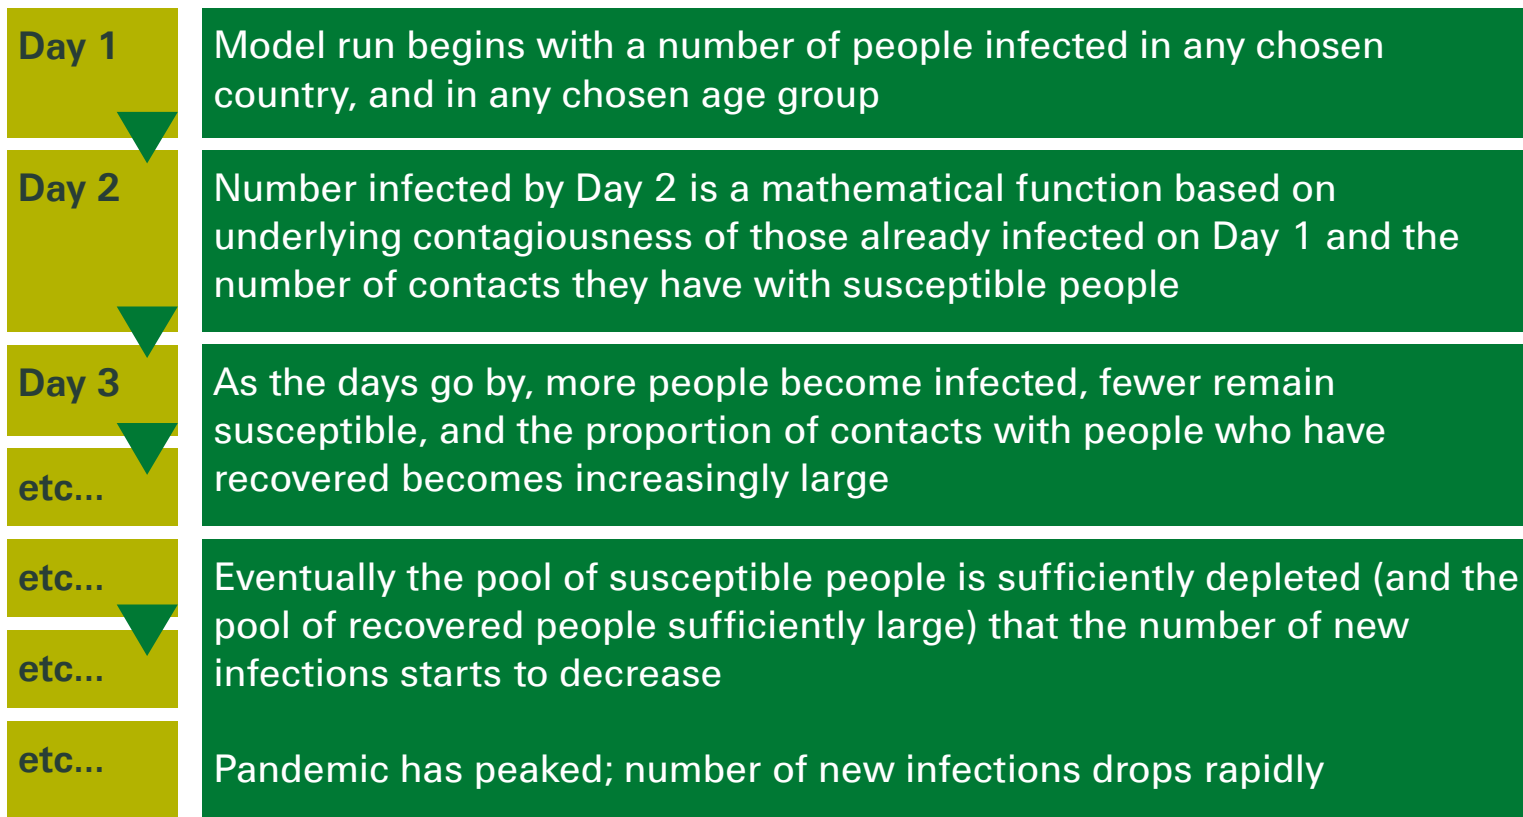 Day 1
Model run begins with a number of people infected in any chosen
country, and in any chosen age group
Day 2
Number infected by Day 2 is a mathematical function based on
underlying contagiousness of those already infected on Day 1 and the
number of contacts they have with susceptible people
Day 3
As the days go by, more people become infected, fewer remain
susceptible, and the proportion of contacts with people who have
recovered becomes increasingly large
etc...
etc...
Eventually the pool of susceptible people is sufficiently depleted (and the
pool of recovered people sufficiently large) that the number of new
infections starts to decrease
etc...
etc...
Pandemic has peaked; number of new infections drops rapidly